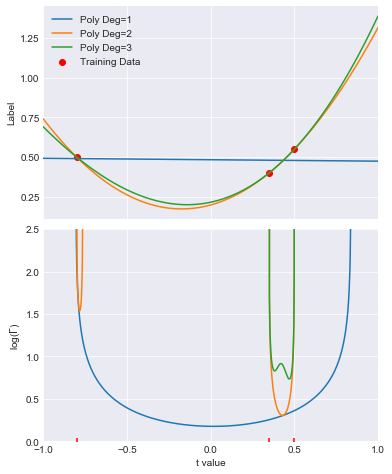 Poly Deg=1
Poly Deg=2
Poly Deg=3
Training Data
Label
1.25
1.00
0.75
0.50
0.25
log(Γ)
2.5
2.0
1.5
1.0
0.5
0.0
−1.0 −0.5 0.0 0.5 1.0
t value